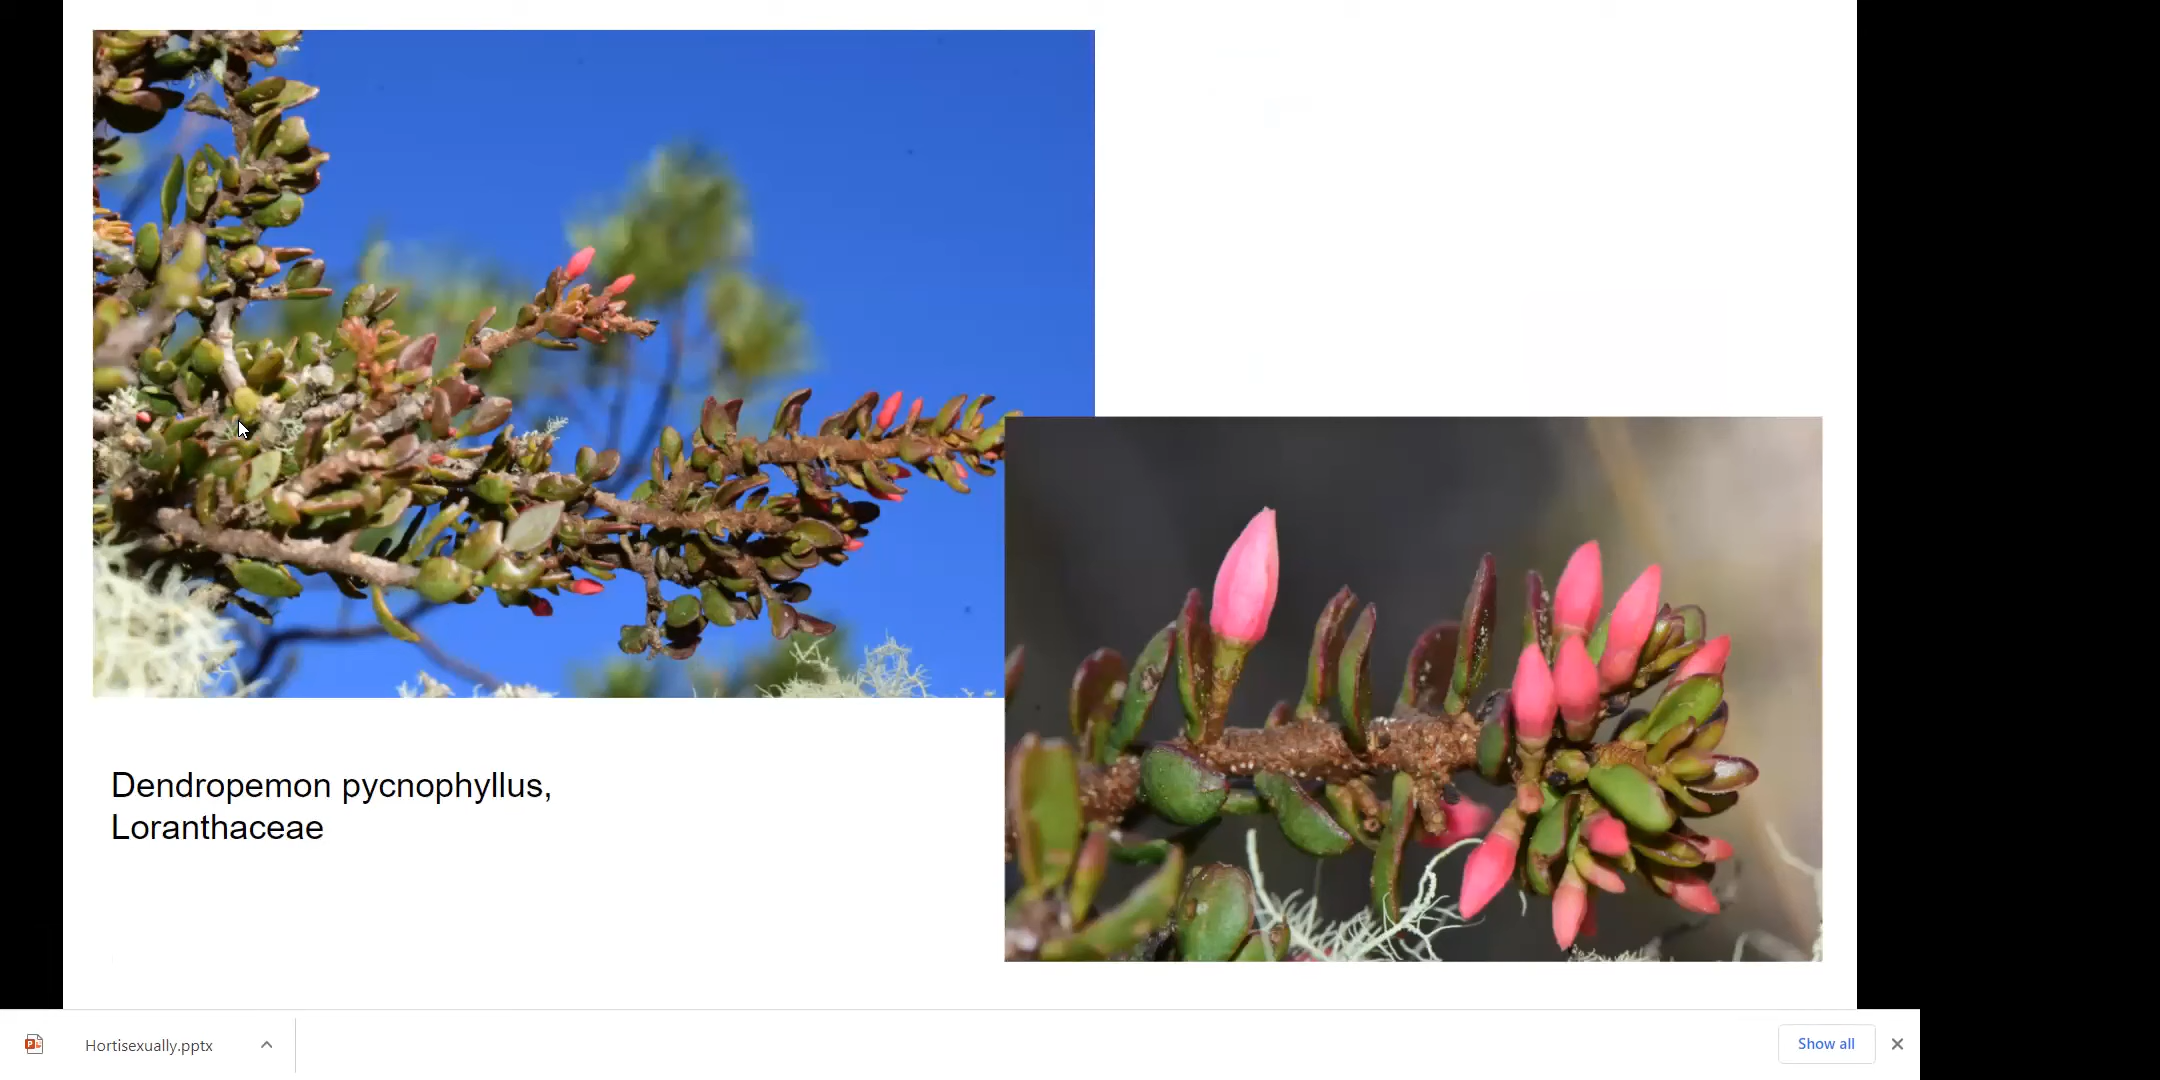 Dendropemon pycnophyllus,
Loranthaceae
Hortisexually.pptx
Show all